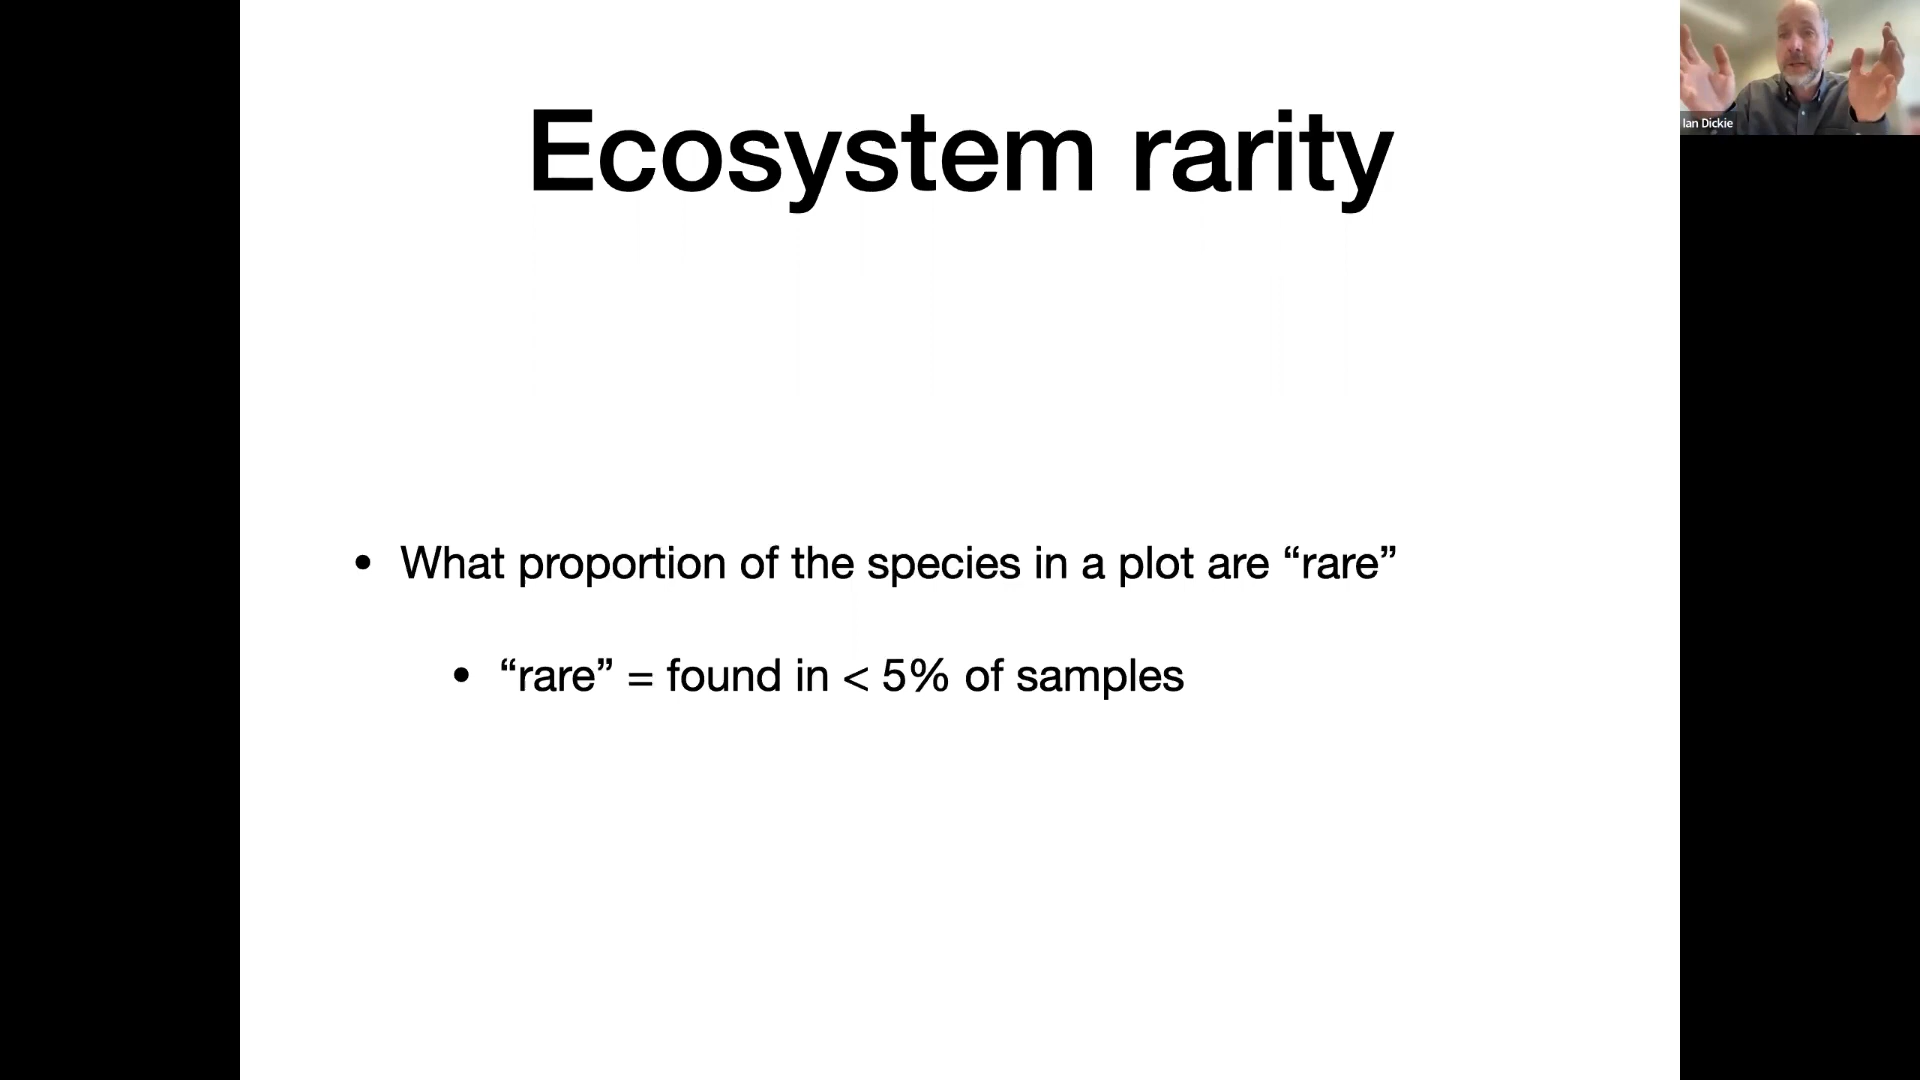 Ecosystem rarity
Ian Dickie
• What proportion of the species in a plot are “rare”
• “rare” = found in < 5% of samples